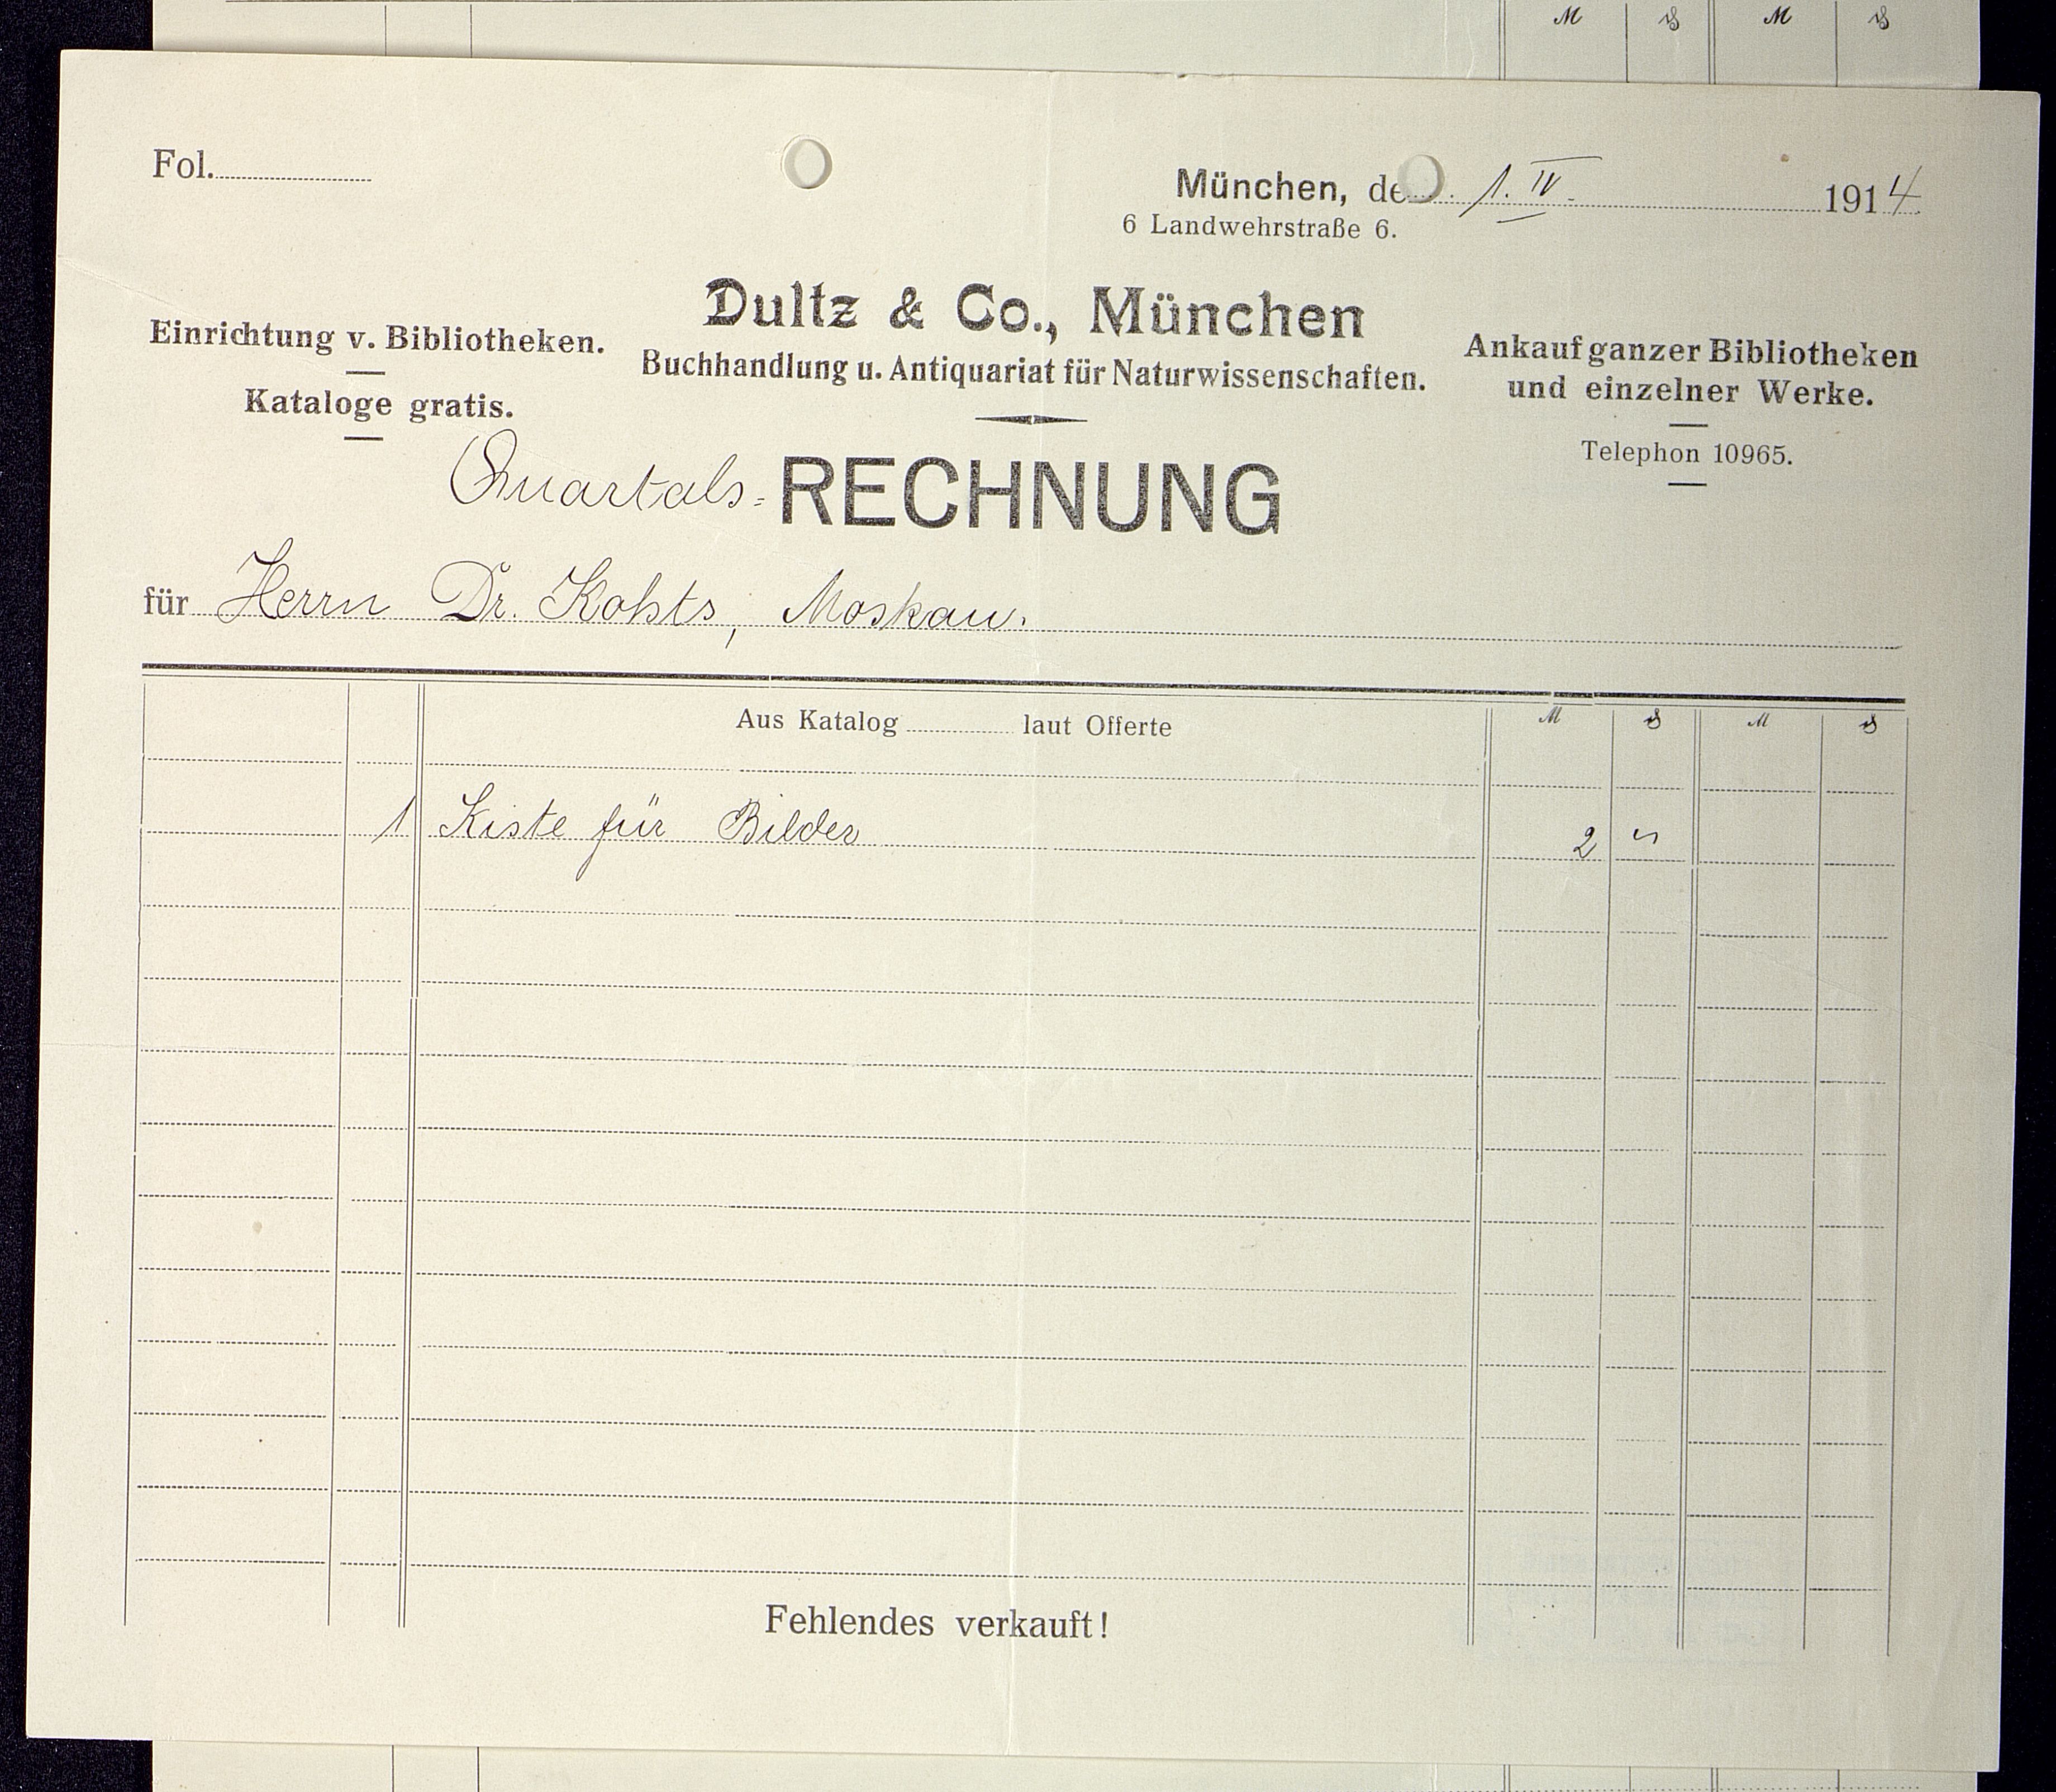 M ₰ M ₰
Fol.
München, de 1. IV. 1914
6 Landwehrstraße 6.
Dultz & Co., München
Buchhandlung u. Antiquariat für Naturwissenschaften.
Einrichtung v. Bibliotheken.
Kataloge gratis.
Ankauf ganzer Bibliotheken
und einzelner Werke.
Telephon 10965.
Quartals-RECHNUNG
für Herrn Dr. Kohts, Moskau.
Aus Katalog laut Offerte M ₰ M ₰
1 Kiste für Bilder 2 "
Fehlendes verkauft!